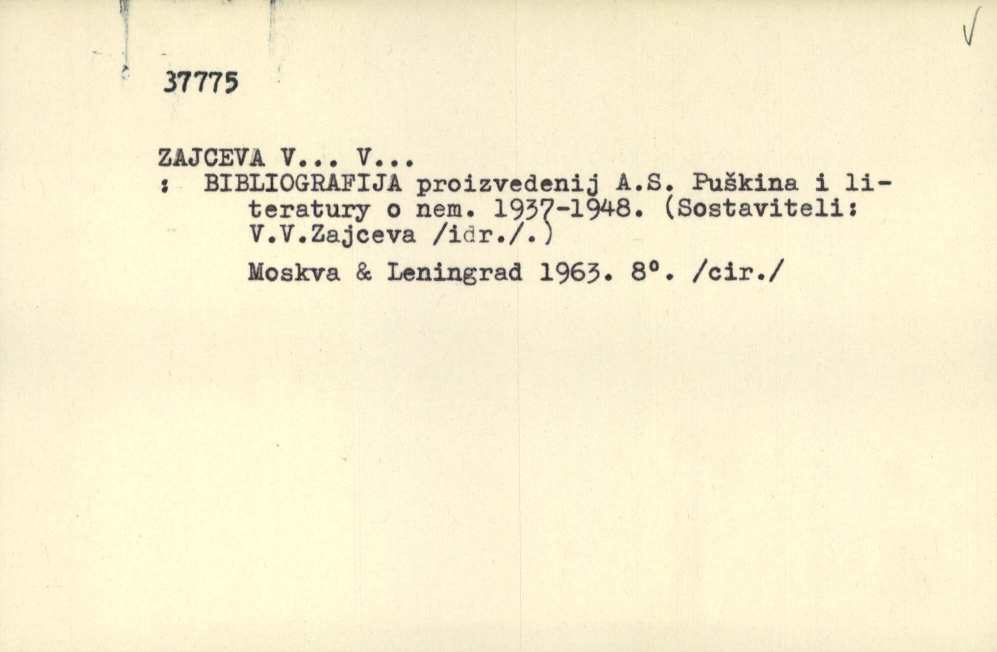 37775
ZAJCEVA V... V...
: BIBLIOGRAFIJA proizvedenij A.S. Puškina i li-
teratury o nem. 1937-1948. (Sostaviteli:
V.V.Zajceva /idr./.)
Moskva & Leningrad 1963. 8°. /cir./